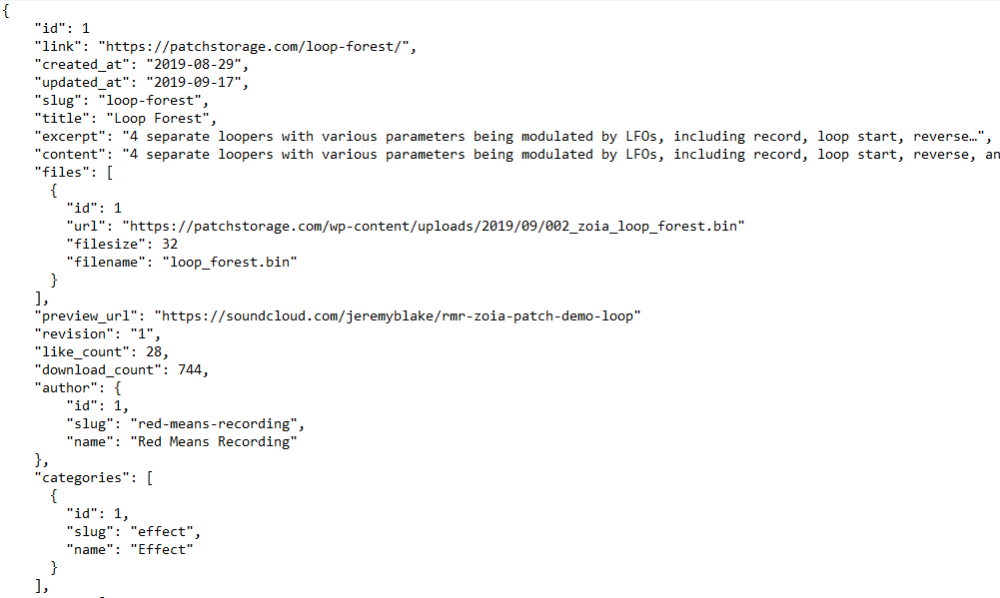 {
    "id": 1
    "link": "https://patchstorage.com/loop-forest/",
    "created_at": "2019-08-29",
    "updated_at": "2019-09-17",
    "slug": "loop-forest",
    "title": "Loop Forest",
    "excerpt": "4 separate loopers with various parameters being modulated by LFOs, including record, loop start, reverse…",
    "content": "4 separate loopers with various parameters being modulated by LFOs, including record, loop start, reverse, an
    "files": [
      {
        "id": 1
        "url": "https://patchstorage.com/wp-content/uploads/2019/09/002_zoia_loop_forest.bin"
        "filesize": 32
        "filename": "loop_forest.bin"
      }
    ],
    "preview_url": "https://soundcloud.com/jeremyblake/rmr-zoia-patch-demo-loop"
    "revision": "1",
    "like_count": 28,
    "download_count": 744,
    "author": {
        "id": 1,
        "slug": "red-means-recording",
        "name": "Red Means Recording"
    },
    "categories": [
      {
        "id": 1,
        "slug": "effect",
        "name": "Effect"
      }
    ],